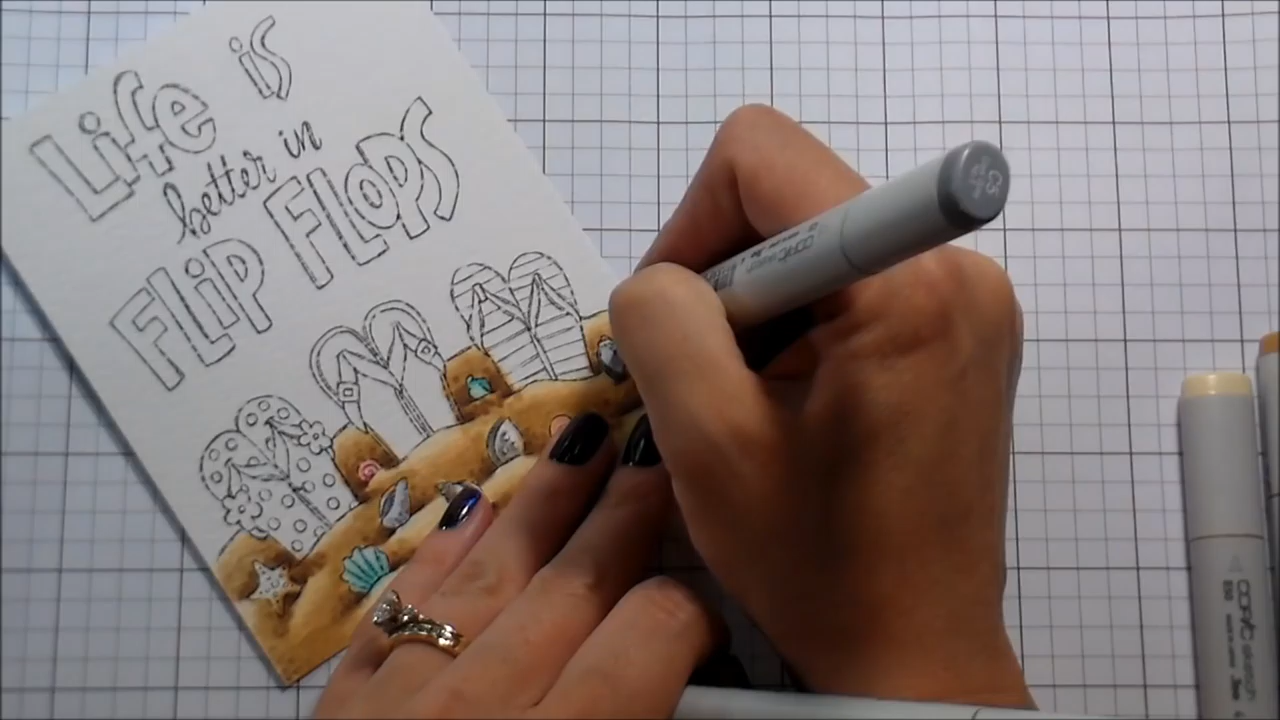 Life is
better in
FLiP FLOPS
COPIC sketch
COPIC sketch